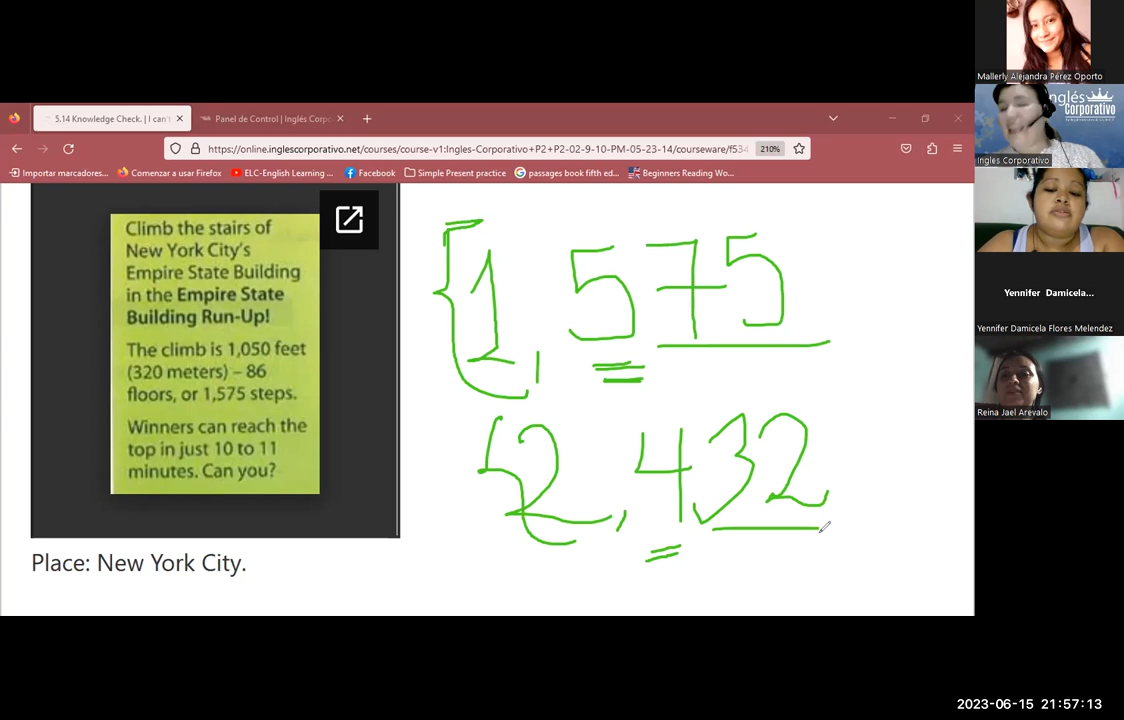 Mallerly Alejandra Pérez Oporto
Inglés
Corporativo
Ingles Corporativo
Yennifer Damicela...
Yennifer Damicela Flores Melendez
Reina Jael Arevalo
5.14 Knowledge Check. | I can't
Panel de Control | Inglés Corpo
https://online.inglescorporativo.net/courses/course-v1:Ingles-Corporativo+P2+P2-02-9-10-PM-05-23-14/courseware/f534
210%
Importar marcadores... Comenzar a usar Firefox ELC-English Learning ... Facebook Simple Present practice passages book fifth ed... Beginners Reading Wo...
Climb the stairs of
New York City's
Empire State Building
in the Empire State
Building Run-Up!
The climb is 1,050 feet
(320 meters) – 86
floors, or 1,575 steps.
Winners can reach the
top in just 10 to 11
minutes. Can you?
1,575
2,432
Place: New York City.
2023-06-15 21:57:13